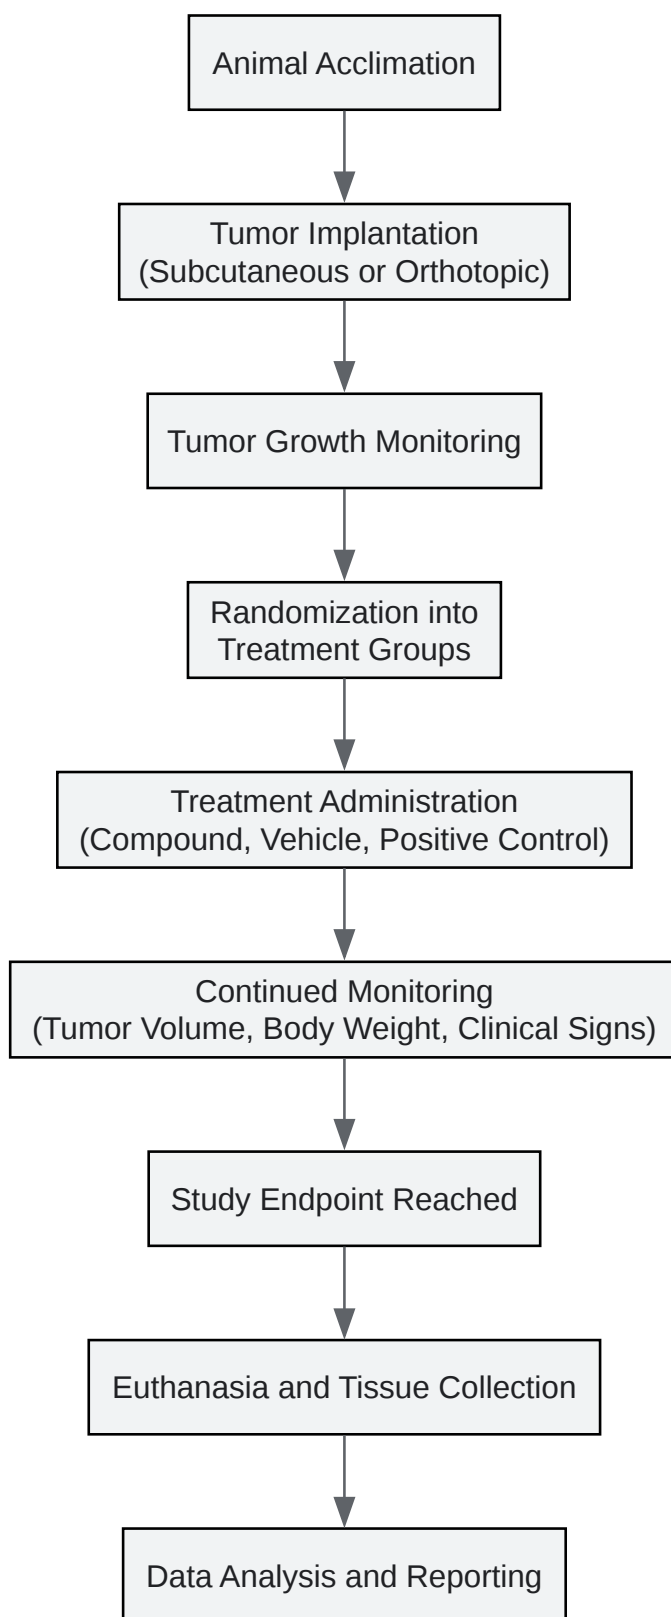 Animal Acclimation
Tumor Implantation
(Subcutaneous or Orthotopic)
Tumor Growth Monitoring
Randomization into
Treatment Groups
Treatment Administration
(Compound, Vehicle, Positive Control)
Continued Monitoring
(Tumor Volume, Body Weight, Clinical Signs)
Study Endpoint Reached
Euthanasia and Tissue Collection
Data Analysis and Reporting